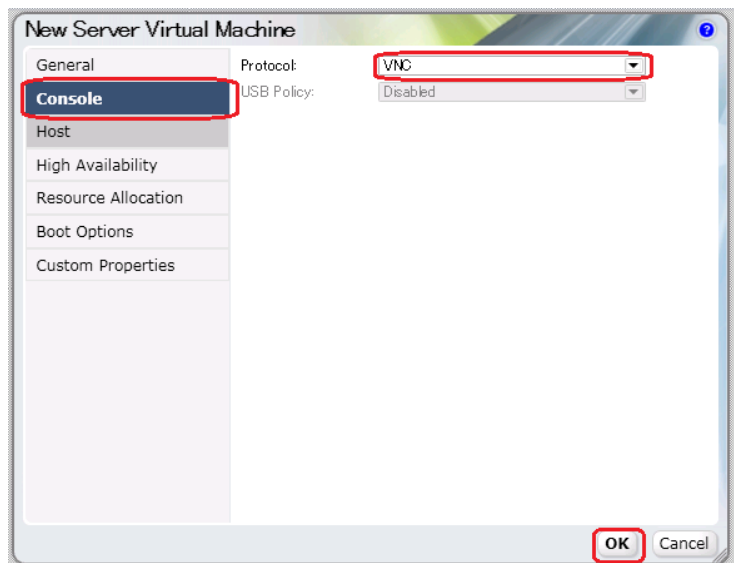 New Server Virtual Machine
?
General
Protocol: VNC
Console
USB Policy: Disabled
Host
High Availability
Resource Allocation
Boot Options
Custom Properties
OK Cancel